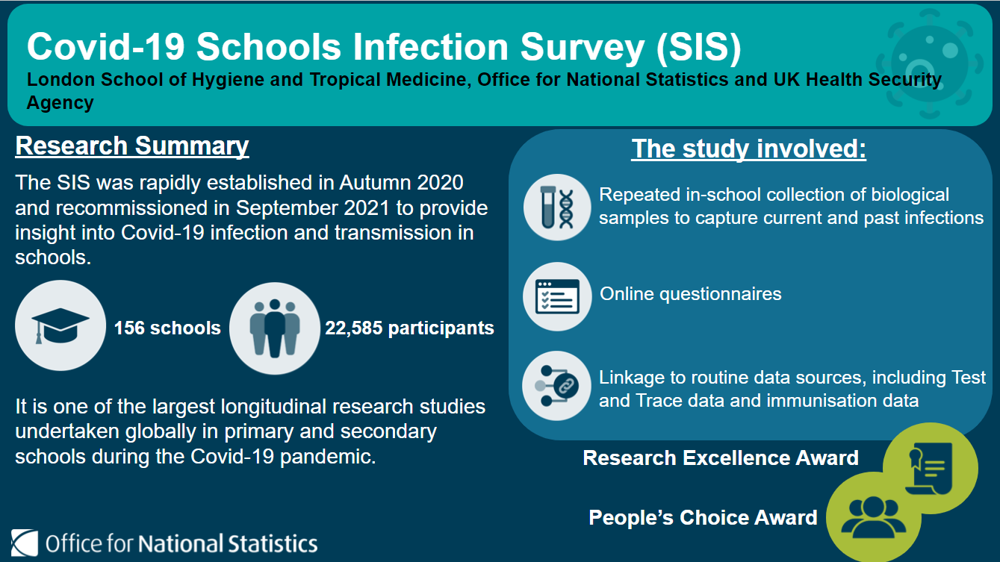 Covid-19 Schools Infection Survey (SIS)
London School of Hygiene and Tropical Medicine, Office for National Statistics and UK Health Security
Agency
Research Summary
The SIS was rapidly established in Autumn 2020
and recommissioned in September 2021 to provide
insight into Covid-19 infection and transmission in
schools.
156 schools
22,585 participants
It is one of the largest longitudinal research studies
undertaken globally in primary and secondary
schools during the Covid-19 pandemic.
The study involved:
Repeated in-school collection of biological
samples to capture current and past infections
Online questionnaires
Linkage to routine data sources, including Test
and Trace data and immunisation data
Research Excellence Award
People’s Choice Award
Office for National Statistics